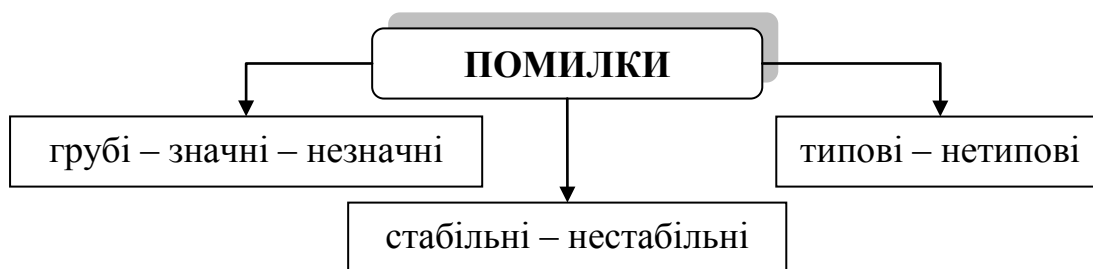 ПОМИЛКИ
грубі – значні – незначні
типові – нетипові
стабільні – нестабільні